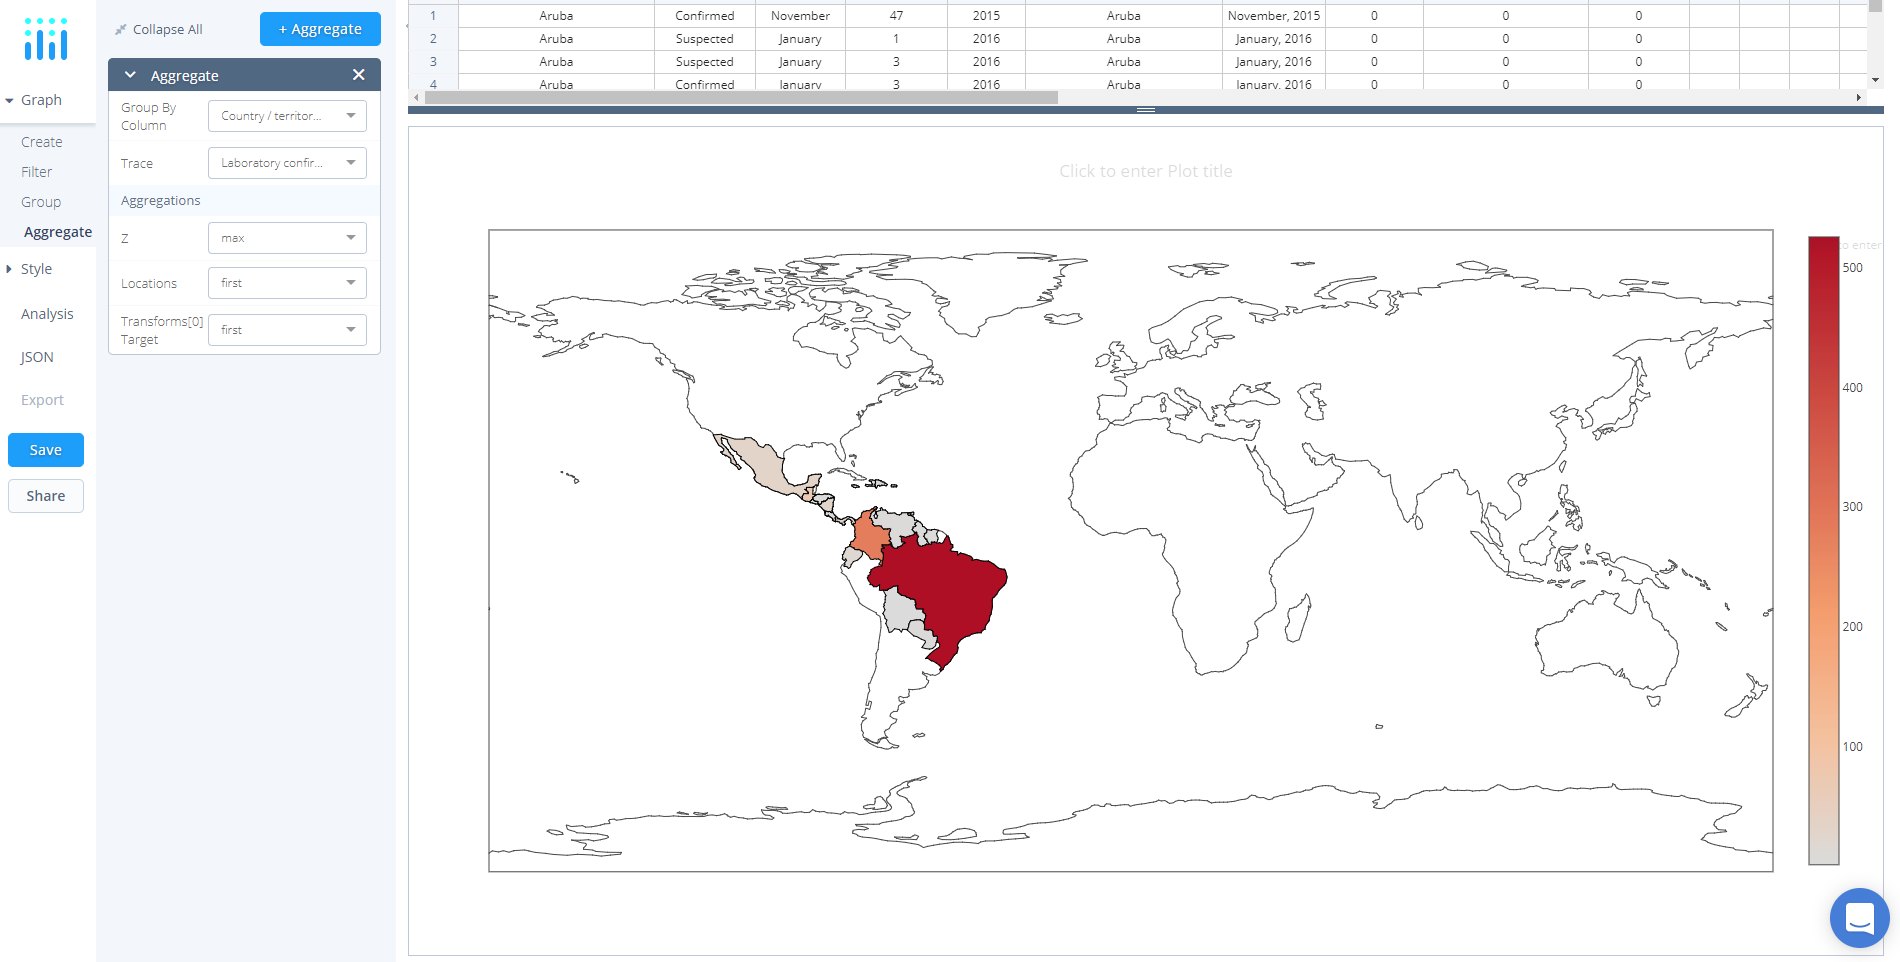 Graph
Create
Filter
Group
Aggregate
Style
Analysis
JSON
Export
Save
Share
Collapse All
+ Aggregate
Aggregate
Group By
Column
Country / territor...
Trace
Laboratory confir...
Aggregations
Z
max
Locations
first
Transforms[0]
Target
first
1 Aruba Confirmed November 47 2015 Aruba November, 2015 0 0 0
2 Aruba Suspected January 1 2016 Aruba January, 2016 0 0 0
3 Aruba Suspected January 3 2016 Aruba January, 2016 0 0 0
4 Aruba Confirmed January 3 2016 Aruba January, 2016 0 0 0
Click to enter Plot title
to enter
500
400
300
200
100